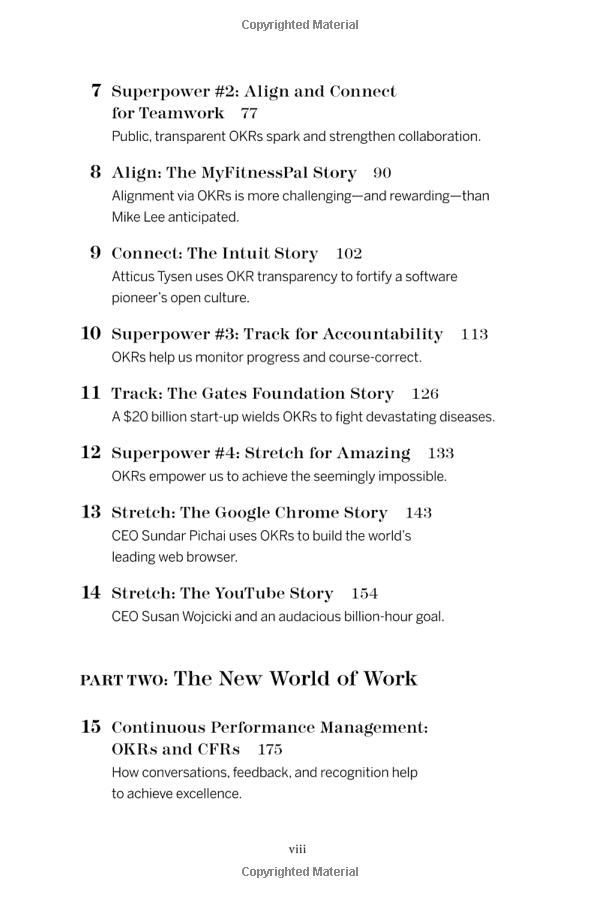 Copyrighted Material
7 Superpower #2: Align and Connect
for Teamwork 77
Public, transparent OKRs spark and strengthen collaboration.
8 Align: The MyFitnessPal Story 90
Alignment via OKRs is more challenging—and rewarding—than
Mike Lee anticipated.
9 Connect: The Intuit Story 102
Atticus Tysen uses OKR transparency to fortify a software
pioneer's open culture.
10 Superpower #3: Track for Accountability 113
OKRs help us monitor progress and course-correct.
11 Track: The Gates Foundation Story 126
A $20 billion start-up wields OKRs to fight devastating diseases.
12 Superpower #4: Stretch for Amazing 133
OKRs empower us to achieve the seemingly impossible.
13 Stretch: The Google Chrome Story 143
CEO Sundar Pichai uses OKRs to build the world's
leading web browser.
14 Stretch: The YouTube Story 154
CEO Susan Wojcicki and an audacious billion-hour goal.
PART TWO: The New World of Work
15 Continuous Performance Management:
OKRs and CFRs 175
How conversations, feedback, and recognition help
to achieve excellence.
viii
Copyrighted Material